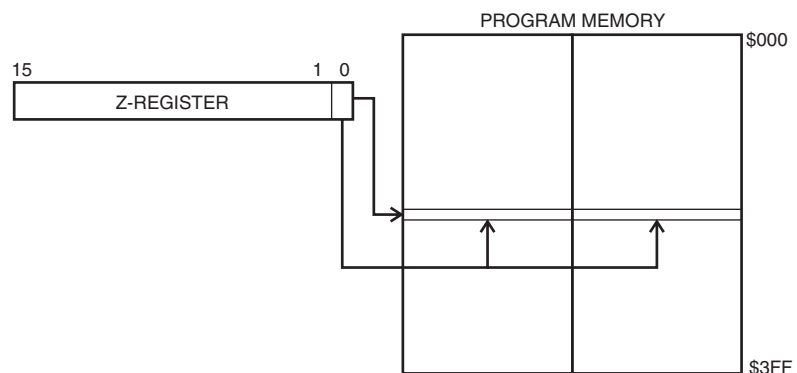 PROGRAM MEMORY
$000
15 1 0
Z-REGISTER
$3FF